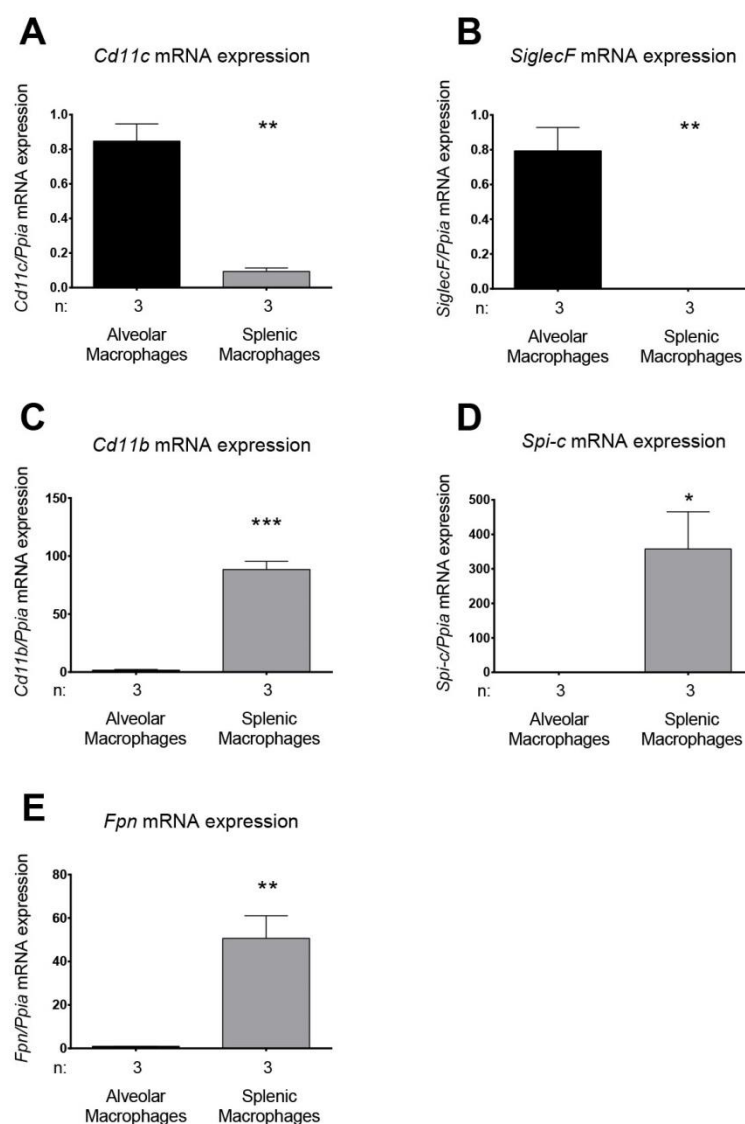 A
Cd11c mRNA expression
Cd11c/Ppia mRNA expression
1.0
0.8
0.6
0.4
0.2
0.0
**
n: 3 3
Alveolar Macrophages
Splenic Macrophages
B
SiglecF mRNA expression
SiglecF/Ppia mRNA expression
1.0
0.8
0.6
0.4
0.2
0.0
**
n: 3 3
Alveolar Macrophages
Splenic Macrophages
C
Cd11b mRNA expression
Cd11b/Ppia mRNA expression
150
100
50
0
***
n: 3 3
Alveolar Macrophages
Splenic Macrophages
D
Spi-c mRNA expression
Spi-c/Ppia mRNA expression
500
400
300
200
100
0
*
n: 3 3
Alveolar Macrophages
Splenic Macrophages
E
Fpn mRNA expression
Fpn/Ppia mRNA expression
80
60
40
20
0
**
n: 3 3
Alveolar Macrophages
Splenic Macrophages